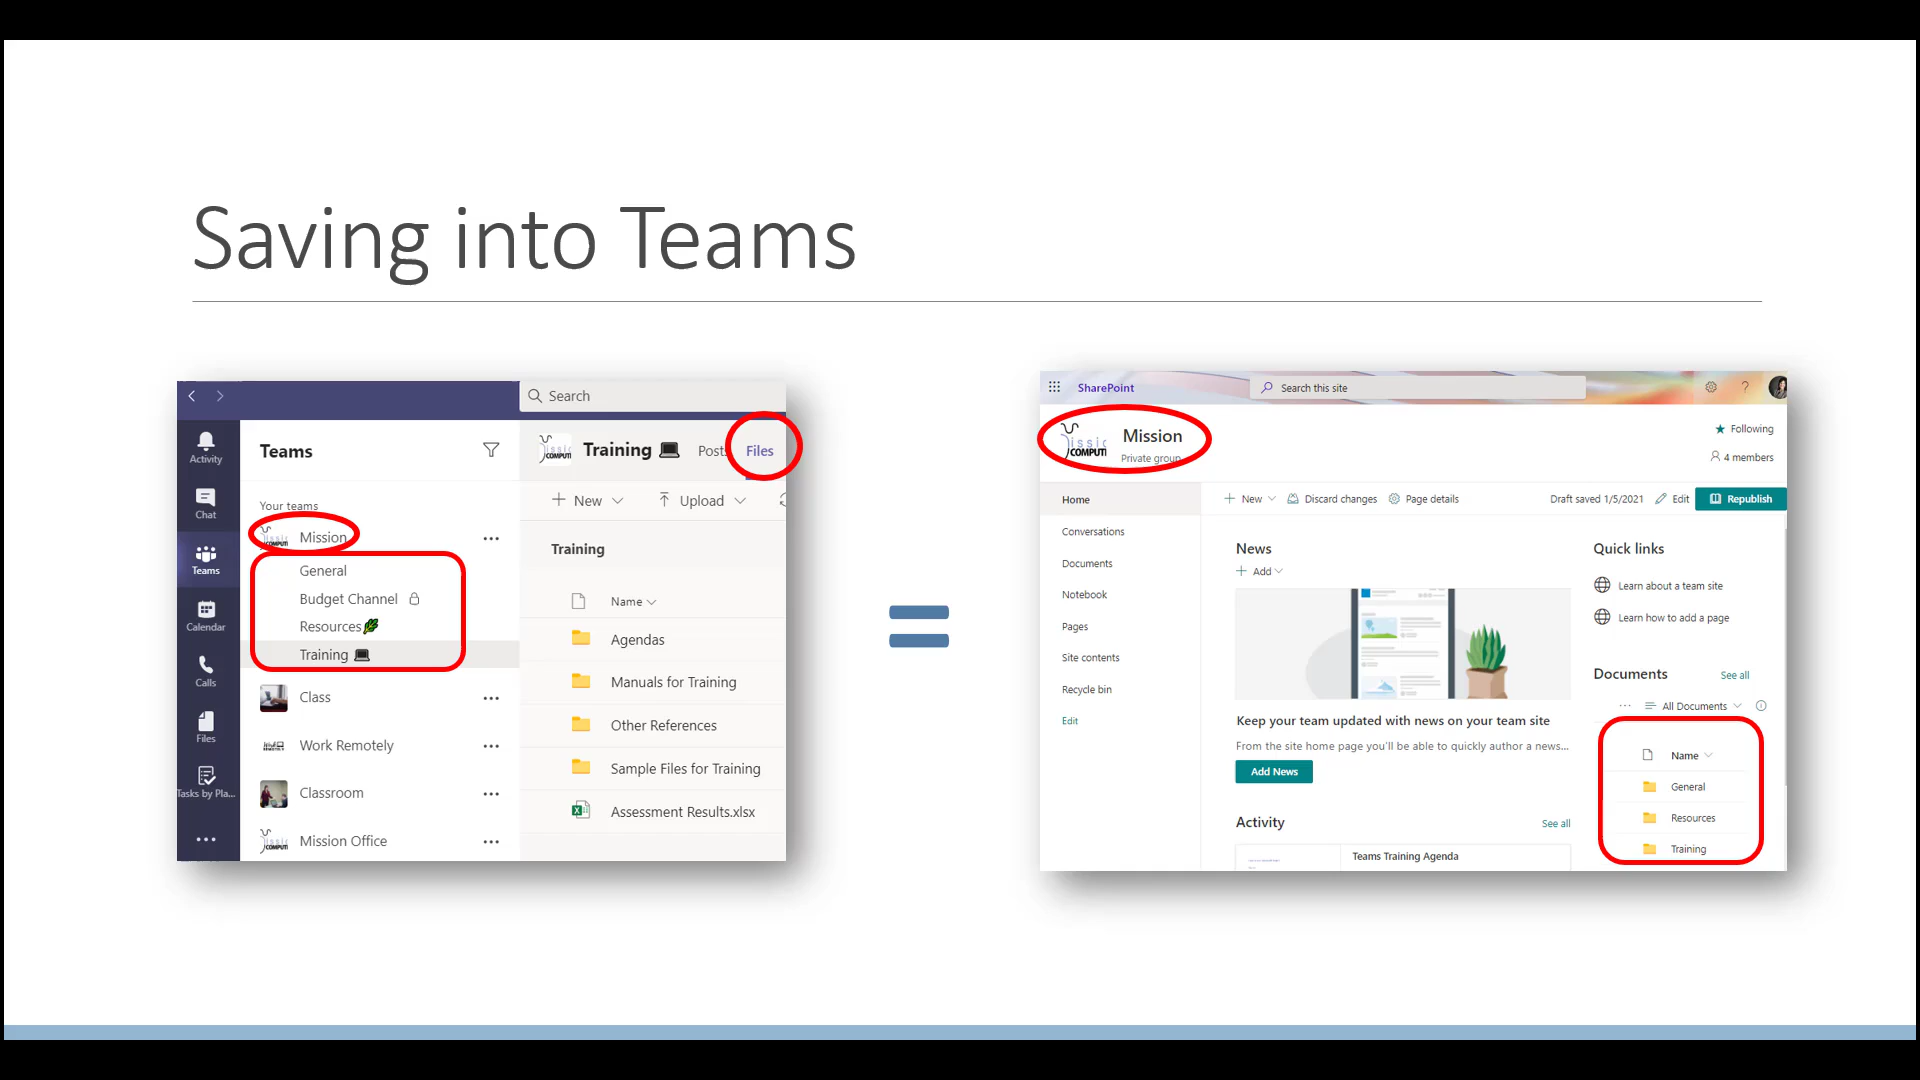 Saving into Teams
Search
Activity
Chat
Teams
Calendar
Calls
Files
Tasks by Pla...
Teams
Your teams
Mission
General
Budget Channel
Resources
Training
Class
Work Remotely
Classroom
Mission Office
Training
Files
New
Upload
Training
Name
Agendas
Manuals for Training
Other References
Sample Files for Training
Assessment Results.xlsx
SharePoint
Search this site
?
COMPUTI
Mission
Private group
Following
4 members
Home
Conversations
Documents
Notebook
Pages
Site contents
Recycle bin
Edit
New
Discard changes
Page details
Draft saved 1/5/2021
Edit
Republish
News
Add
Keep your team updated with news on your team site
From the site home page you'll be able to quickly author a news...
Add News
Activity
See all
Teams Training Agenda
Quick links
Learn about a team site
Learn how to add a page
Documents
See all
All Documents
Name
General
Resources
Training